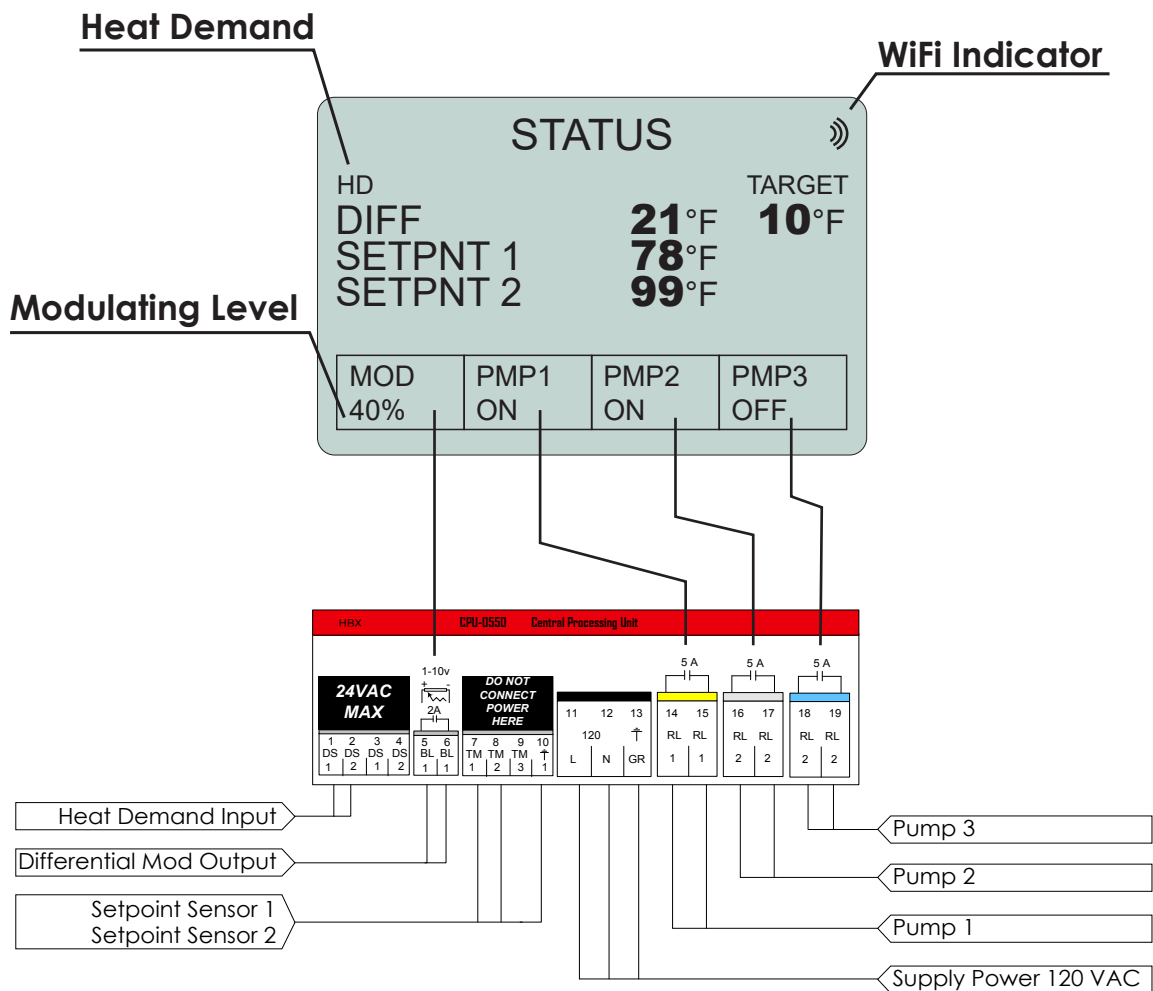 Heat Demand
WiFi Indicator
STATUS
HD TARGET
DIFF 21°F 10°F
SETPNT 1 78°F
SETPNT 2 99°F
Modulating Level
MOD PMP1 PMP2 PMP3
40% ON ON OFF
HBX CPU-0550 Central Processing Unit
24VAC
MAX
1-10v
+ -
2A
DO NOT
CONNECT
POWER
HERE
5 A 5 A 5 A
1 2 3 4 5 6 7 8 9 10 11 12 13 14 15 16 17 18 19
DS DS DS DS BL BL TM TM TM 120 RL RL RL RL RL RL
1 2 1 2 1 1 1 2 3 1 L N GR 1 1 2 2 2 2
Heat Demand Input
Differential Mod Output
Setpoint Sensor 1
Setpoint Sensor 2
Pump 3
Pump 2
Pump 1
Supply Power 120 VAC